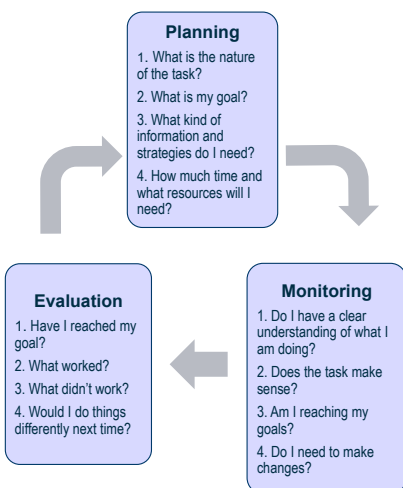 Planning
1. What is the nature
of the task?
2. What is my goal?
3. What kind of
information and
strategies do I need?
4. How much time and
what resources will I
need?
Monitoring
1. Do I have a clear
understanding of what I
am doing?
2. Does the task make
sense?
3. Am I reaching my
goals?
4. Do I need to make
changes?
Evaluation
1. Have I reached my
goal?
2. What worked?
3. What didn't work?
4. Would I do things
differently next time?